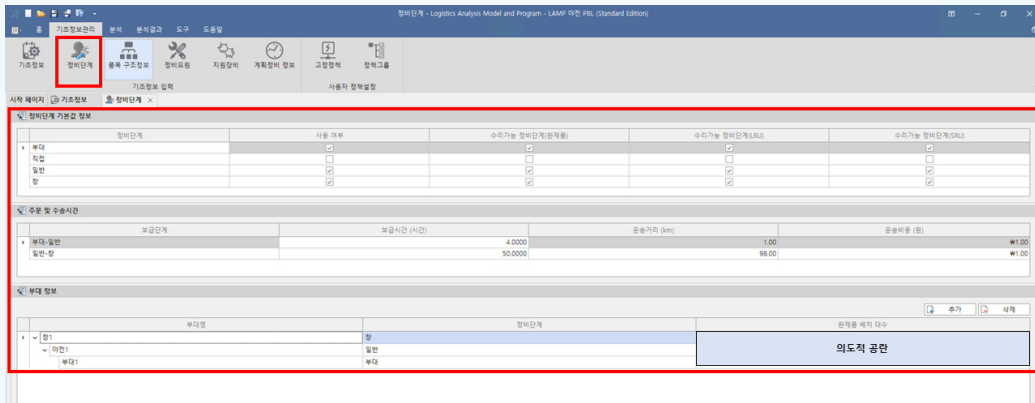 정비단계 - Logistics Analysis Model and Program - LAMP 야전 PBL (Standard Edition)
홈 기초정보관리 분석 분석결과 도구 도움말
기초정보 정비단계 품목 구조정보 정비요원 지원장비 계획정비 정보 고정정책 정책그룹
기초정보 입력 사용자 정책설정
시작 페이지 기초정보 정비단계
정비단계 기본값 정보
정비단계 사용 여부 수리가능 정비단계(완제품) 수리가능 정비단계(LRU) 수리가능 정비단계(SRU)
부대
직접
일반
창
주문 및 수송시간
보급단계 보급시간 (시간) 운송거리 (km) 운송비용 (원)
부대-일반 4.0000 1.00 ₩1.00
일반-창 50.0000 98.00 ₩1.00
부대 정보
추가 삭제
부대명 정비단계 완제품 배치 대수
창1 창
야전1 일반
부대1 부대
의도적 공란